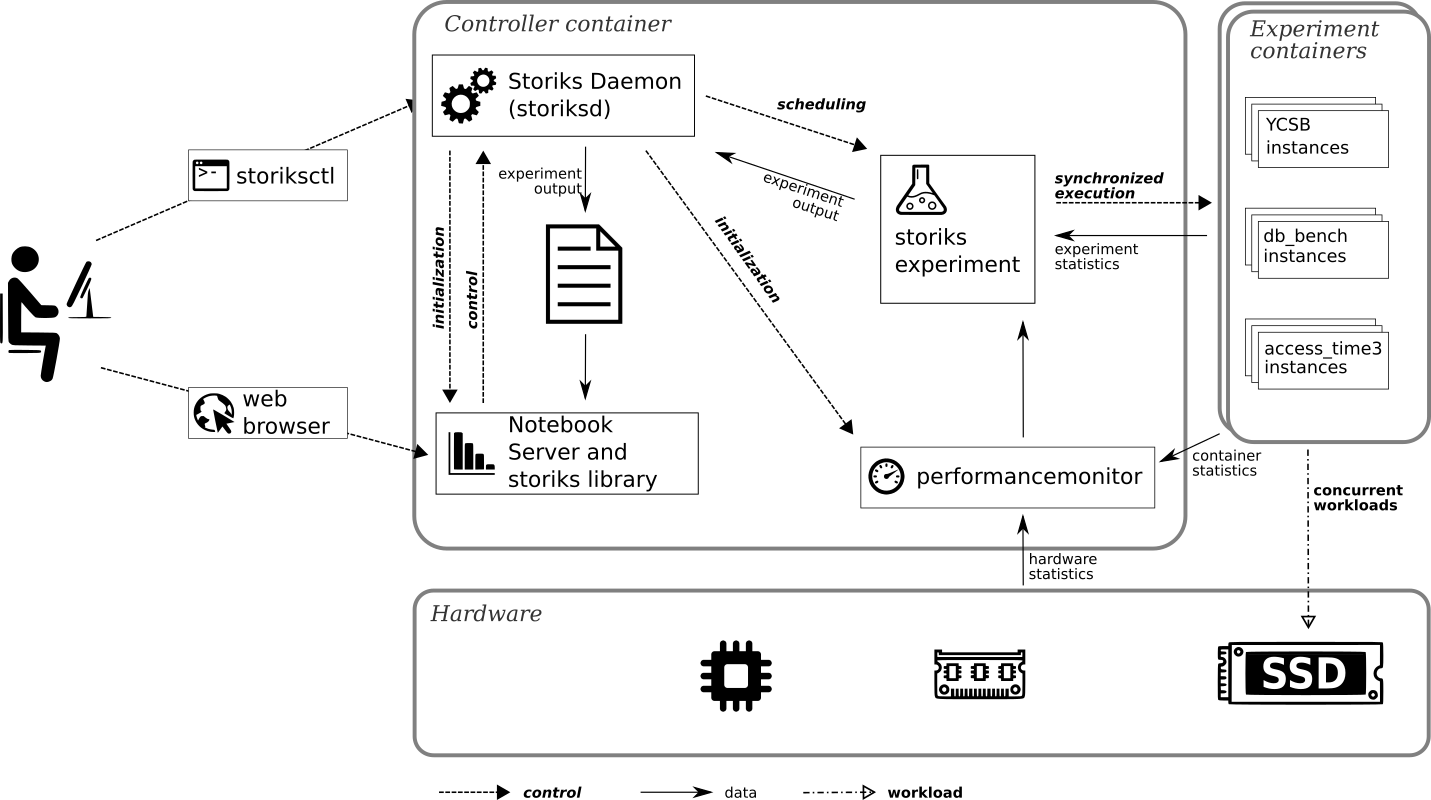 Controller container
Experiment
containers
Storiks Daemon
(storiksd)
scheduling
YCSB
instances
>-
storiksctl
experiment
output
experiment
output
synchronized
execution
storiks
experiment
experiment
statistics
db_bench
instances
initialization
control
initialization
access_time3
instances
web
browser
Notebook
Server and
storiks library
performancemonitor
container
statistics
concurrent
workloads
hardware
statistics
Hardware
SSD
control
data
workload